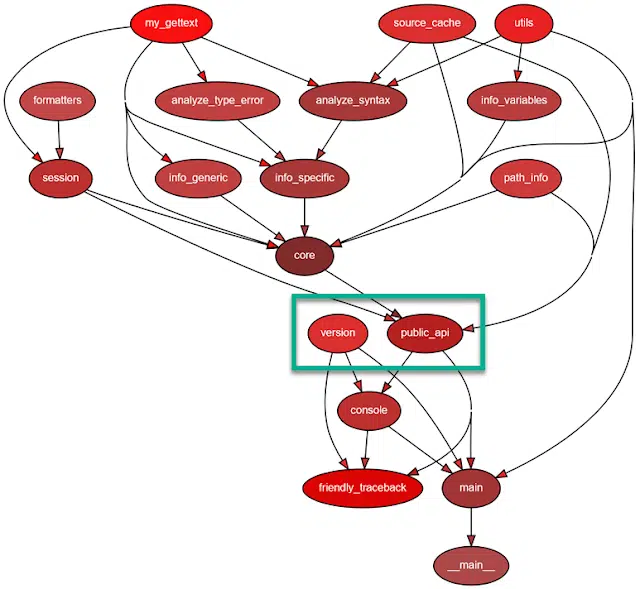 my_gettext
source_cache
utils
formatters
analyze_type_error
analyze_syntax
info_variables
session
info_generic
info_specific
path_info
core
version
public_api
console
friendly_traceback
main
__main__